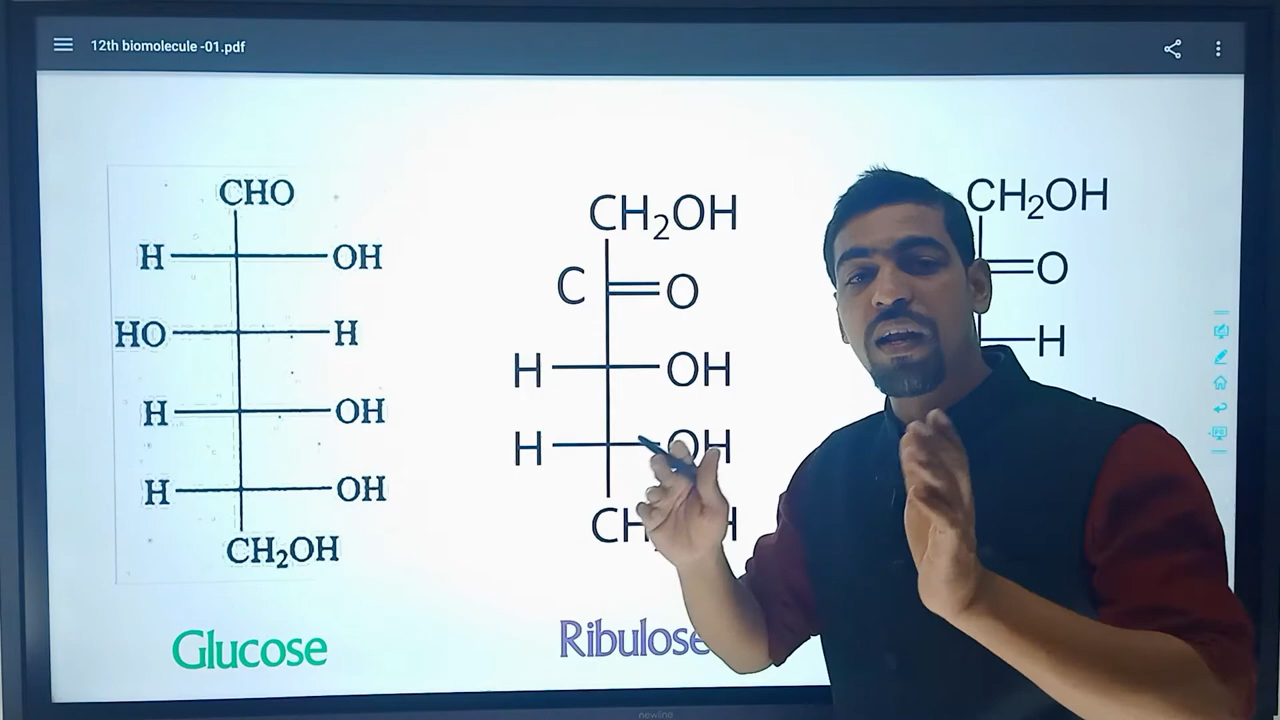 12th biomolecule -01.pdf
CHO
H OH
HO H
H OH
H OH
CH₂OH
Glucose
CH₂OH
C O
H OH
H OH
Ribulose
CH₂OH
O
H
newline